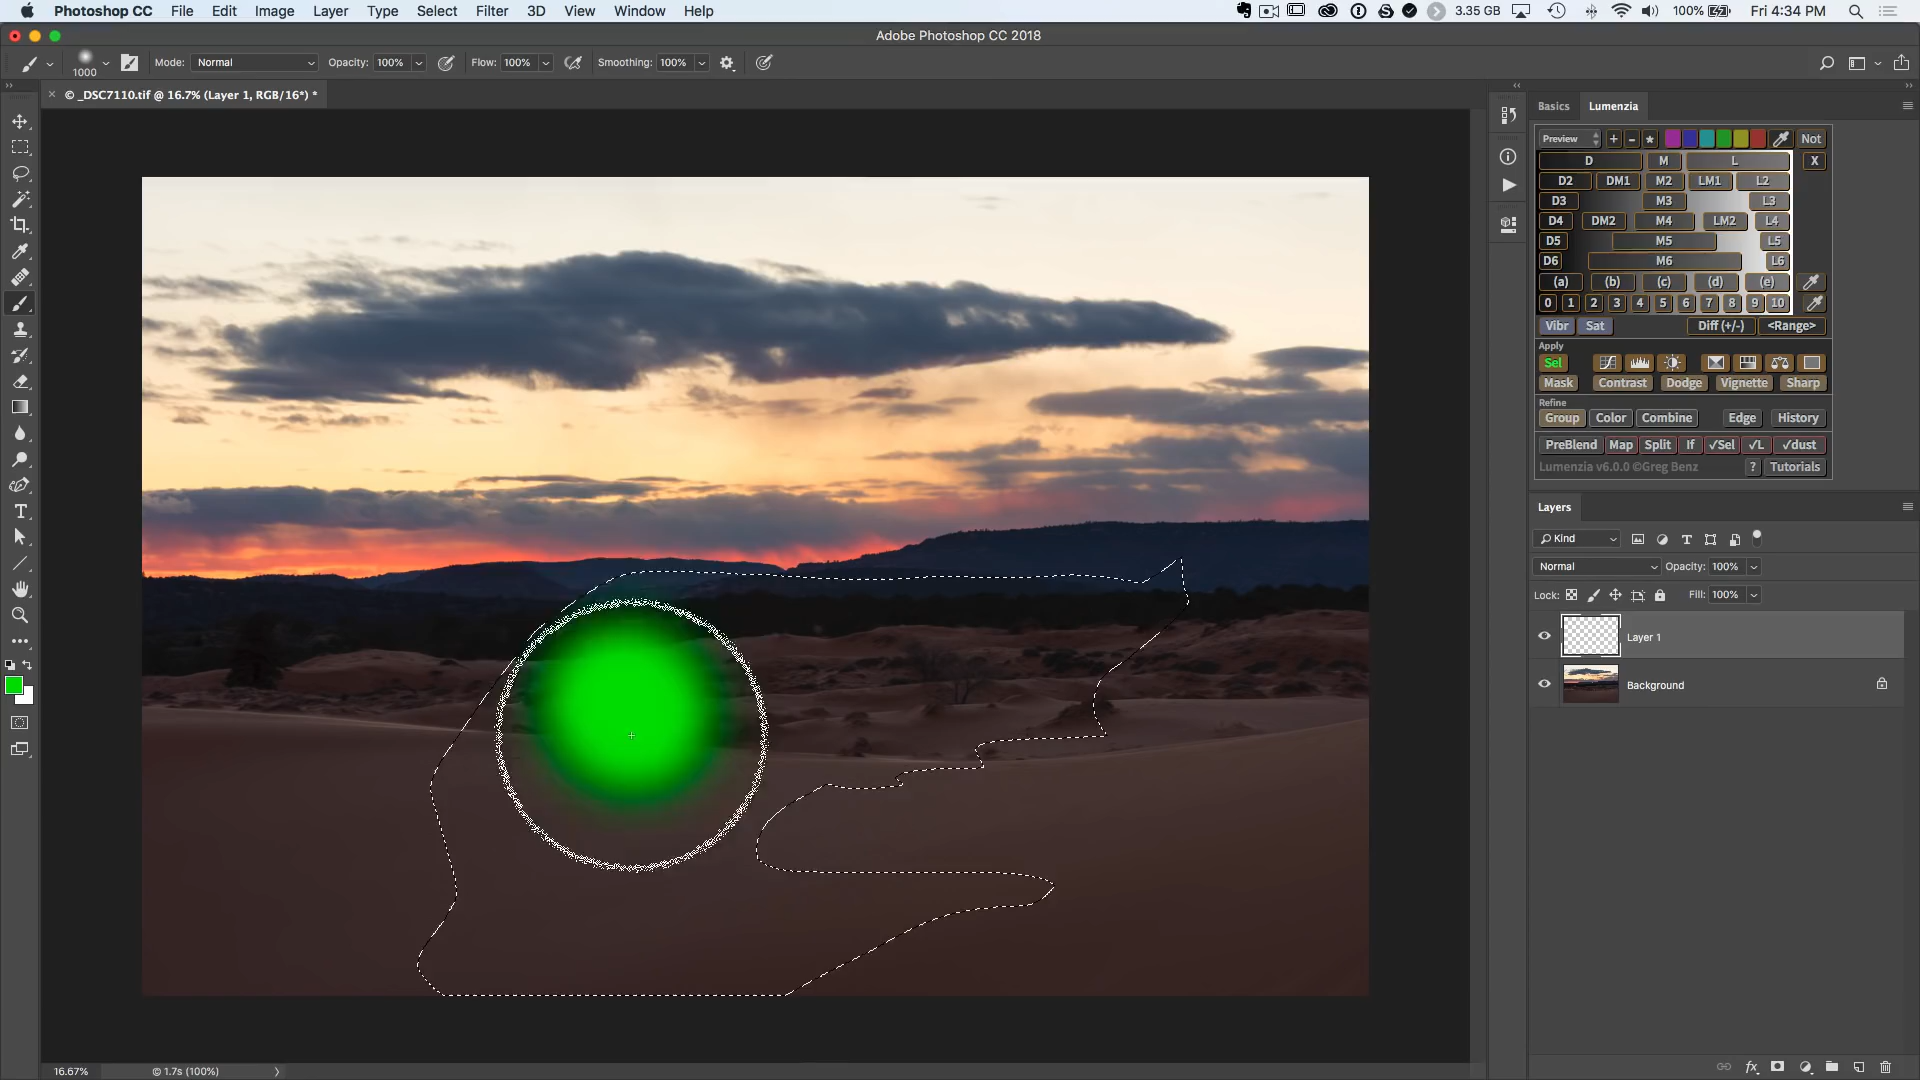 Photoshop CC File Edit Image Layer Type Select Filter 3D View Window Help 3.35 GB 100% Fri 4:34 PM
Adobe Photoshop CC 2018
1000 Mode: Normal Opacity: 100% Flow: 100% Smoothing: 100%
© _DSC7110.tif @ 16.7% (Layer 1, RGB/16*) *
Basics Lumenzia
Preview + - * Not
D M L X
D2 DM1 M2 LM1 L2
D3 M3 L3
D4 DM2 M4 LM2 L4
D5 M5 L5
D6 M6 L6
(a) (b) (c) (d) (e)
0 1 2 3 4 5 6 7 8 9 10
Vibr Sat Diff (+/-) <Range>
Apply
Sel
Mask Contrast Dodge Vignette Sharp
Refine
Group Color Combine Edge History
PreBlend Map Split If √Sel √L √dust
Lumenzia v6.0.0 ©Greg Benz ? Tutorials
Layers
Kind
Normal Opacity: 100%
Lock: Fill: 100%
Layer 1
Background
16.67% © 1.7s (100%)
fx